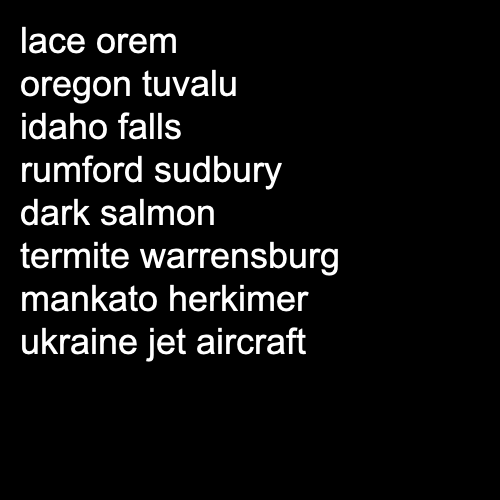 lace orem
oregon tuvalu
idaho falls
rumford sudbury
dark salmon
termite warrensburg
mankato herkimer
ukraine jet aircraft